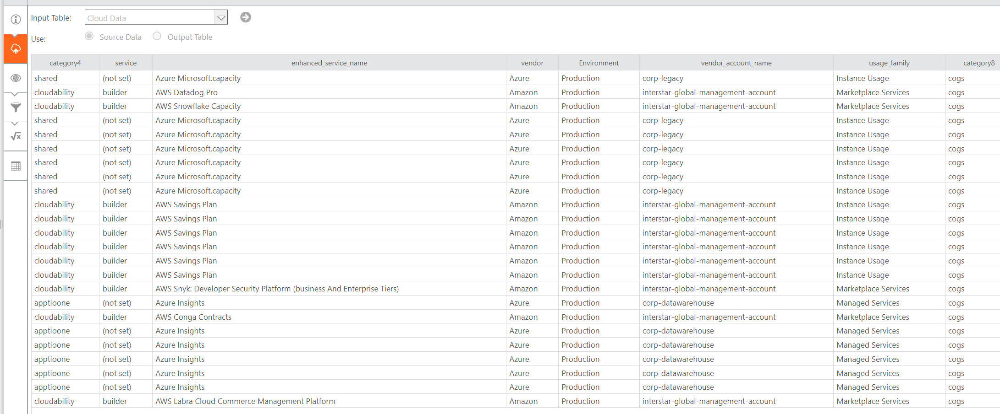 Input Table: Cloud Data
Use: Source Data Output Table
category4 service enhanced_service_name vendor Environment vendor_account_name usage_family category8
shared (not set) Azure Microsoft.capacity Azure Production corp-legacy Instance Usage cogs
cloudability builder AWS Datadog Pro Amazon Production interstar-global-management-account Marketplace Services cogs
cloudability builder AWS Snowflake Capacity Amazon Production interstar-global-management-account Marketplace Services cogs
shared (not set) Azure Microsoft.capacity Azure Production corp-legacy Instance Usage cogs
shared (not set) Azure Microsoft.capacity Azure Production corp-legacy Instance Usage cogs
shared (not set) Azure Microsoft.capacity Azure Production corp-legacy Instance Usage cogs
shared (not set) Azure Microsoft.capacity Azure Production corp-legacy Instance Usage cogs
shared (not set) Azure Microsoft.capacity Azure Production corp-legacy Instance Usage cogs
shared (not set) Azure Microsoft.capacity Azure Production corp-legacy Instance Usage cogs
cloudability builder AWS Savings Plan Amazon Production interstar-global-management-account Instance Usage cogs
cloudability builder AWS Savings Plan Amazon Production interstar-global-management-account Instance Usage cogs
cloudability builder AWS Savings Plan Amazon Production interstar-global-management-account Instance Usage cogs
cloudability builder AWS Savings Plan Amazon Production interstar-global-management-account Instance Usage cogs
cloudability builder AWS Savings Plan Amazon Production interstar-global-management-account Instance Usage cogs
cloudability builder AWS Savings Plan Amazon Production interstar-global-management-account Instance Usage cogs
cloudability builder AWS Snyk: Developer Security Platform (business And Enterprise Tiers) Amazon Production interstar-global-management-account Marketplace Services cogs
apptioone (not set) Azure Insights Azure Production corp-datawarehouse Managed Services cogs
cloudability builder AWS Conga Contracts Amazon Production interstar-global-management-account Marketplace Services cogs
apptioone (not set) Azure Insights Azure Production corp-datawarehouse Managed Services cogs
apptioone (not set) Azure Insights Azure Production corp-datawarehouse Managed Services cogs
apptioone (not set) Azure Insights Azure Production corp-datawarehouse Managed Services cogs
apptioone (not set) Azure Insights Azure Production corp-datawarehouse Managed Services cogs
apptioone (not set) Azure Insights Azure Production corp-datawarehouse Managed Services cogs
cloudability builder AWS Labra Cloud Commerce Management Platform Amazon Production interstar-global-management-account Marketplace Services cogs